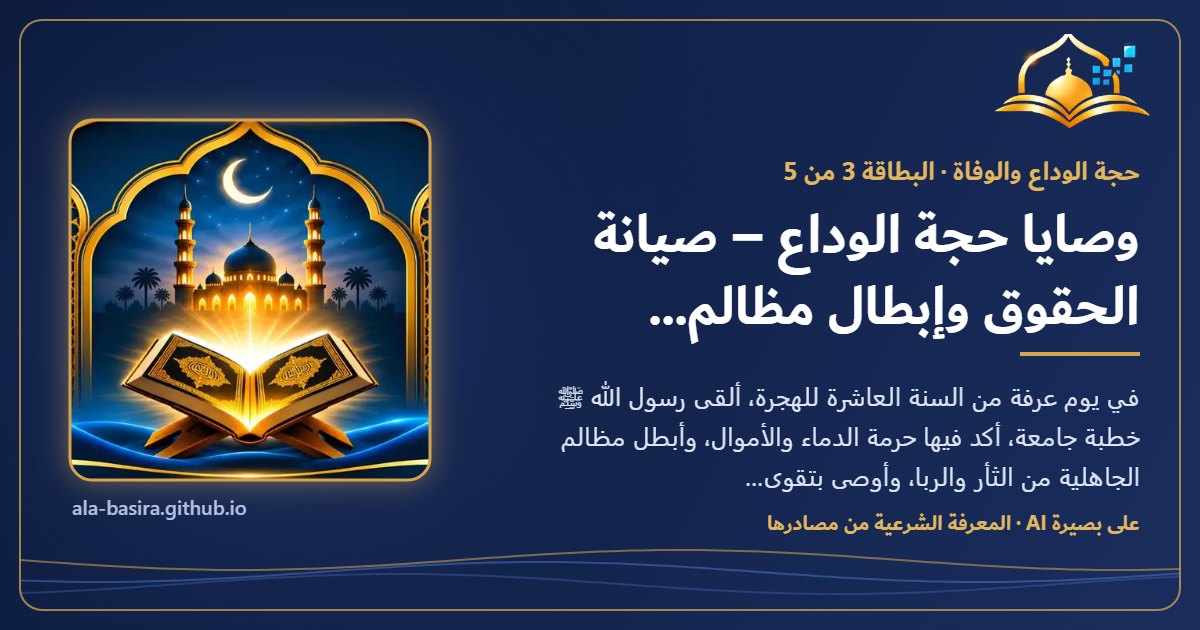 حجة الوداع والوفاة · البطاقة 3 من 5
وصايا حجة الوداع – صيانة
الحقوق وإبطال مظالم...
في يوم عرفة من السنة العاشرة للهجرة، ألقى رسول الله ﷺ
خطبة جامعة، أكد فيها حرمة الدماء والأموال، وأبطل مظالم
الجاهلية من الثأر والربا، وأوصى بتقوى...
على بصيرة AI · المعرفة الشرعية من مصادرها
ala-basira.github.io